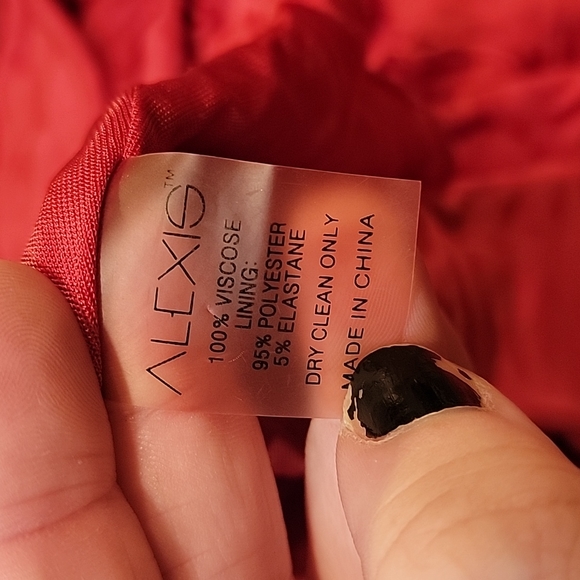 ALEXIS™
100% VISCOSE
LINING:
95% POLYESTER
5% ELASTANE
DRY CLEAN ONLY
MADE IN CHINA